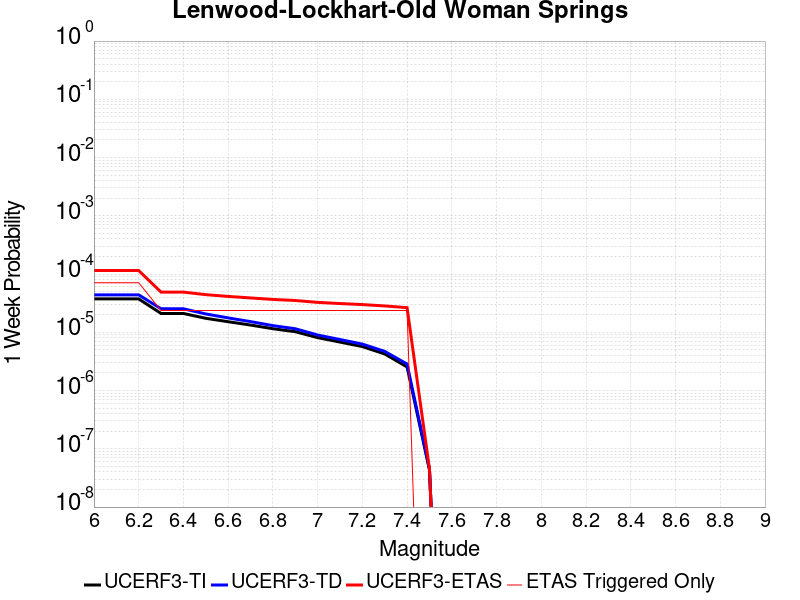 Lenwood-Lockhart-Old Woman Springs
10^0
10^-1
10^-2
10^-3
10^-4
10^-5
10^-6
10^-7
10^-8
1 Week Probability
6 6.2 6.4 6.6 6.8 7 7.2 7.4 7.6 7.8 8 8.2 8.4 8.6 8.8 9
Magnitude
UCERF3-TI UCERF3-TD UCERF3-ETAS ETAS Triggered Only